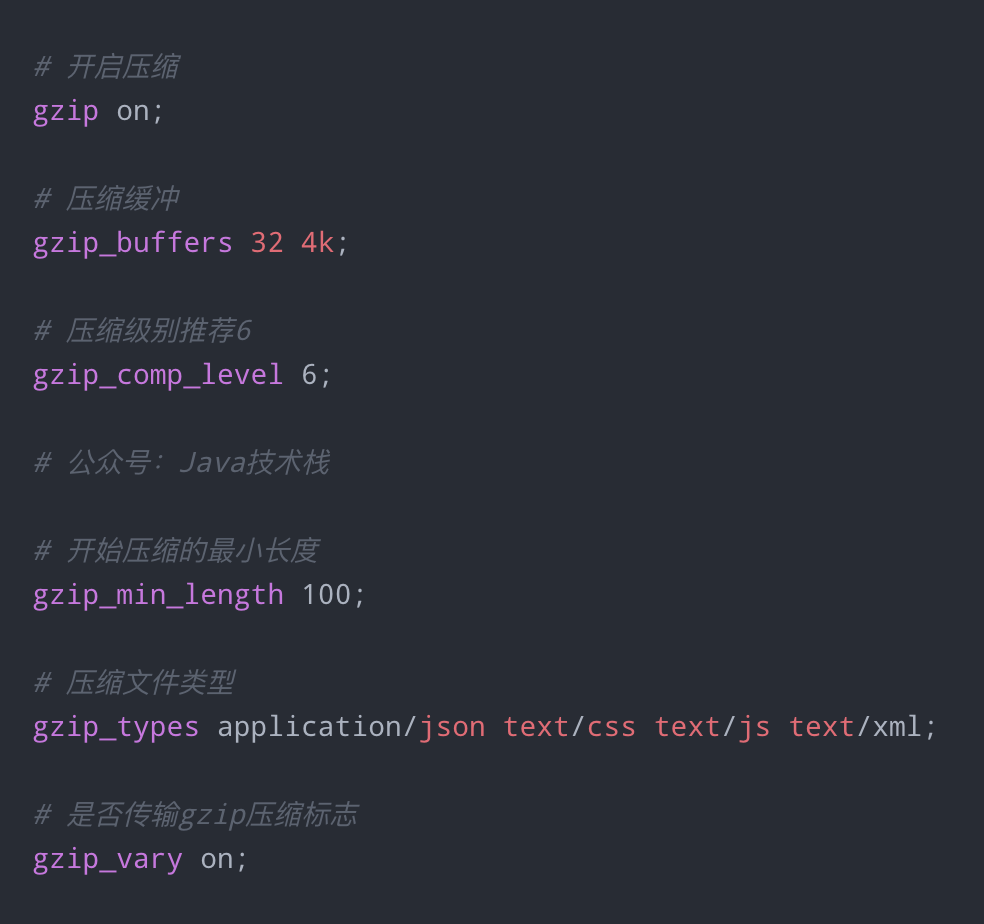 # 开启压缩
gzip on;
# 压缩缓冲
gzip_buffers 32 4k;
# 压缩级别推荐6
gzip_comp_level 6;
# 公众号：Java技术栈
# 开始压缩的最小长度
gzip_min_length 100;
# 压缩文件类型
gzip_types application/json text/css text/js text/xml;
# 是否传输gzip压缩标志
gzip_vary on;